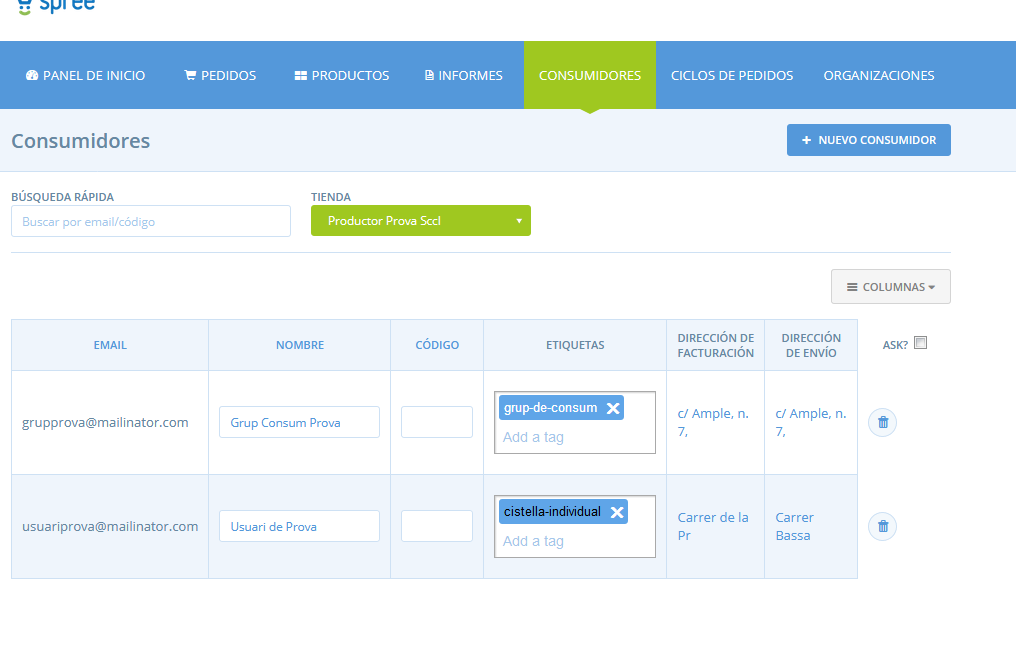 spree
PANEL DE INICIO
PEDIDOS
PRODUCTOS
INFORMES
CONSUMIDORES
CICLOS DE PEDIDOS
ORGANIZACIONES
Consumidores
+ NUEVO CONSUMIDOR
BÚSQUEDA RÁPIDA
TIENDA
Buscar por email/código
Productor Prova Sccl
COLUMNAS
EMAIL
NOMBRE
CÓDIGO
ETIQUETAS
DIRECCIÓN DE
FACTURACIÓN
DIRECCIÓN
DE ENVÍO
ASK?
grupprova@mailinator.com
Grup Consum Prova
grup-de-consum
Add a tag
c/ Ample, n.
7,
c/ Ample, n.
7,
usuariprova@mailinator.com
Usuari de Prova
cistella-individual
Add a tag
Carrer de la
Pr
Carrer
Bassa